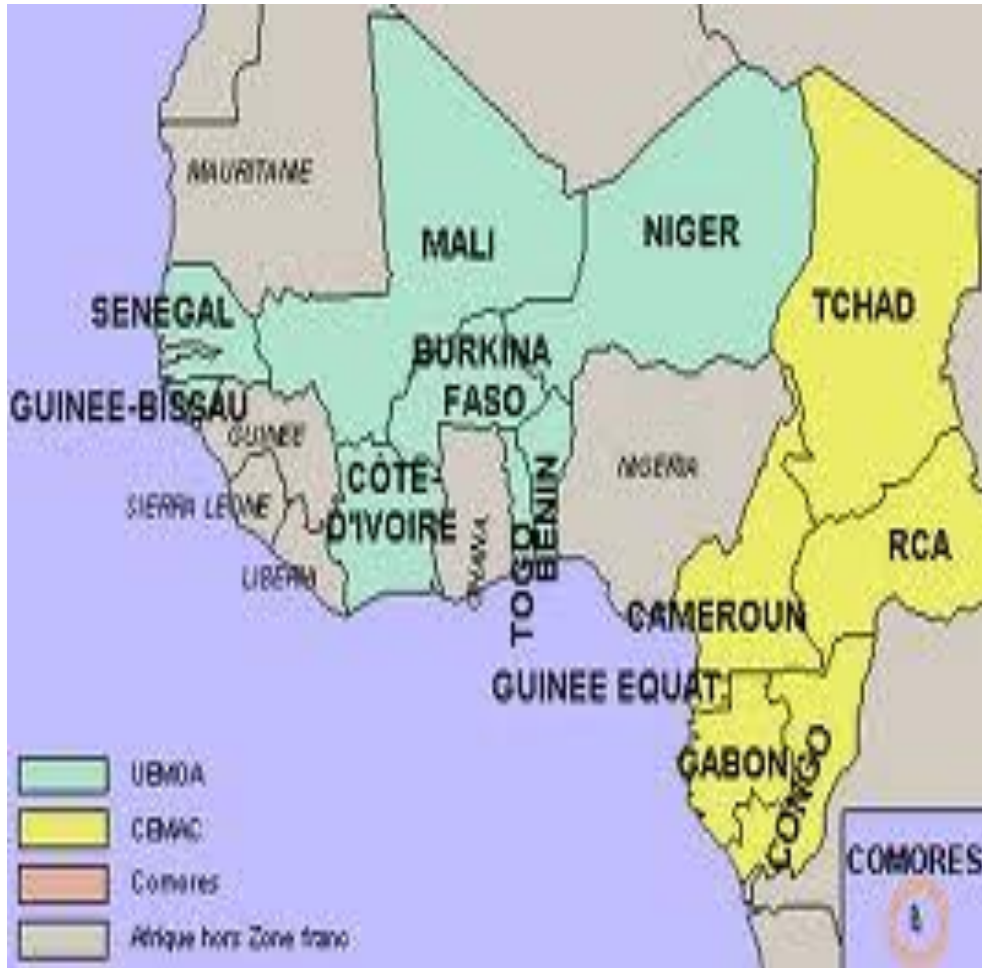 MAURITANIE
MALI
NIGER
TCHAD
SENEGAL
BURKINA
FASO
GUINEE-BISSAU
GUINEE
NIGERIA
CÔTE-
D'IVOIRE
SIERRA LEONE
LIBERIA
GHANA
TOGO
BENIN
RCA
CAMEROUN
GUINEE EQUAT.
GABON
CONGO
UEMOA
CEMAC
Comores
Afrique hors Zone franc
COMORES